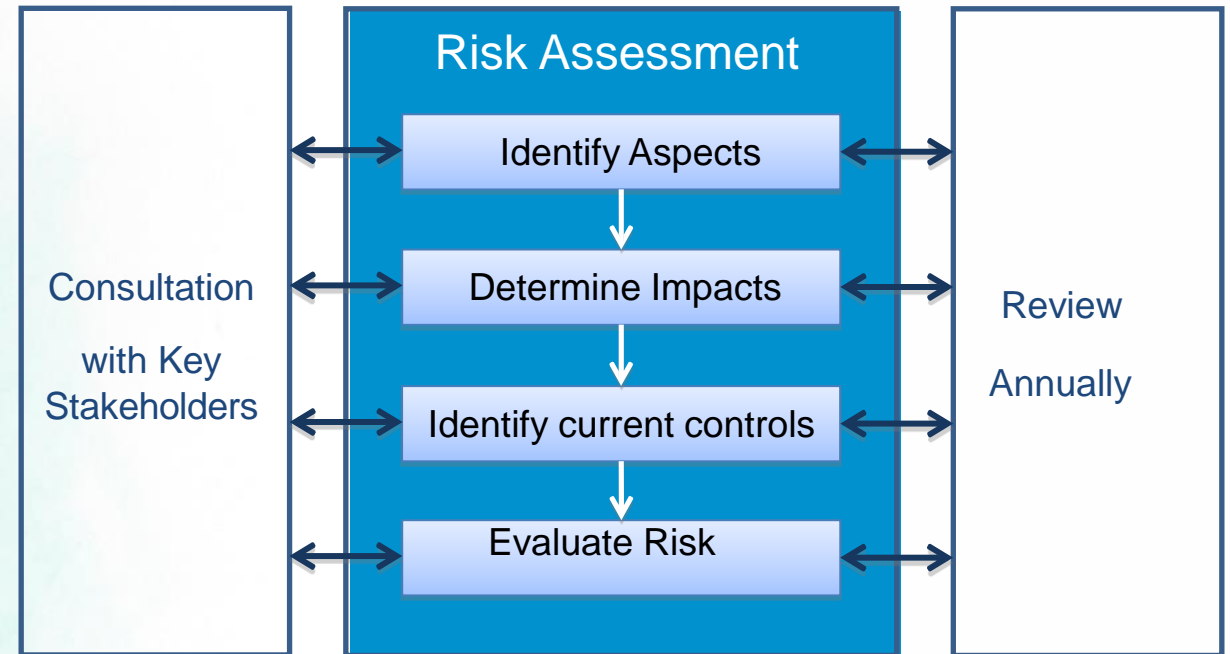 Risk Assessment
Identify Aspects
Determine Impacts
Identify current controls
Evaluate Risk
Consultation
with Key
Stakeholders
Review
Annually